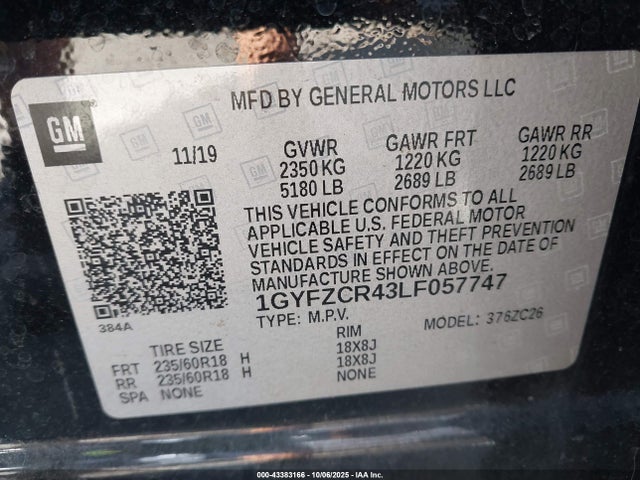 GM
MFD BY GENERAL MOTORS LLC
11/19
GVWR GAWR FRT GAWR RR
2350 KG 1220 KG 1220 KG
5180 LB 2689 LB 2689 LB
THIS VEHICLE CONFORMS TO ALL
APPLICABLE U.S. FEDERAL MOTOR
VEHICLE SAFETY AND THEFT PREVENTION
STANDARDS IN EFFECT ON THE DATE OF
MANUFACTURE SHOWN ABOVE.
1GYFZCR43LF057747
384A
TYPE: M.P.V. MODEL: 376ZC26
TIRE SIZE RIM
FRT 235/60R18 H 18X8J
RR 235/60R18 H 18X8J
SPA NONE NONE
000-43383166 - 10/06/2025 - IAA Inc.